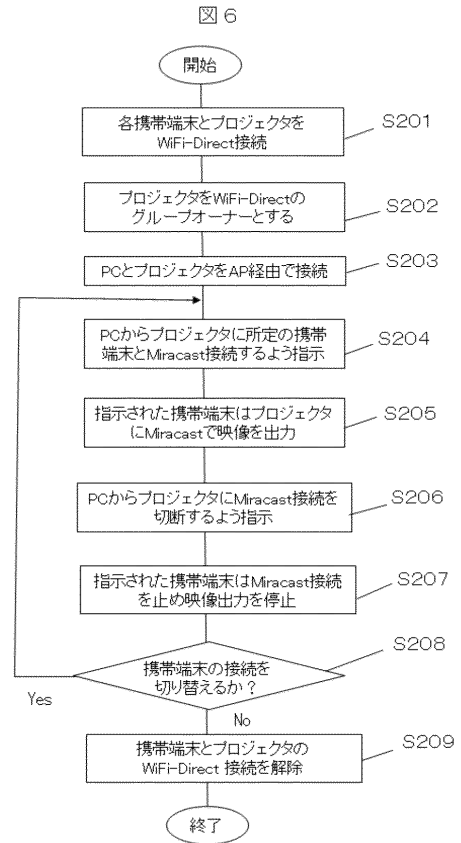 図 6
開始
各携帯端末とプロジェクタを
WiFi-Direct接続
S201
プロジェクタをWiFi-Directの
グループオーナーとする
S202
PCとプロジェクタをAP経由で接続
S203
PCからプロジェクタに所定の携帯
端末とMiracast接続するよう指示
S204
指示された携帯端末はプロジェクタ
にMiracastで映像を出力
S205
PCからプロジェクタにMiracast接続を
切断するよう指示
S206
指示された携帯端末はMiracast接続
を止め映像出力を停止
S207
携帯端末の接続を
切り替えるか？
S208
Yes
No
携帯端末とプロジェクタの
WiFi-Direct 接続を解除
S209
終了